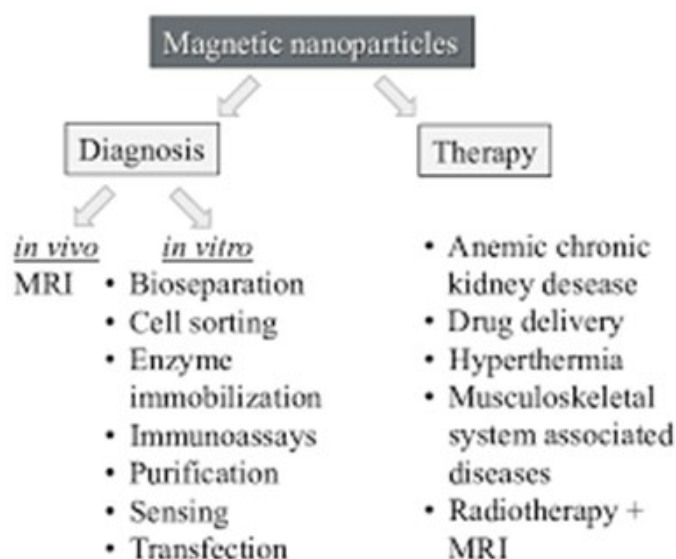 Magnetic nanoparticles
Diagnosis
Therapy
in vivo
MRI
in vitro
• Bioseparation
• Cell sorting
• Enzyme
immobilization
• Immunoassays
• Purification
• Sensing
• Transfection
• Anemic chronic
kidney desease
• Drug delivery
• Hyperthermia
• Musculoskeletal
system associated
diseases
• Radiotherapy +
MRI